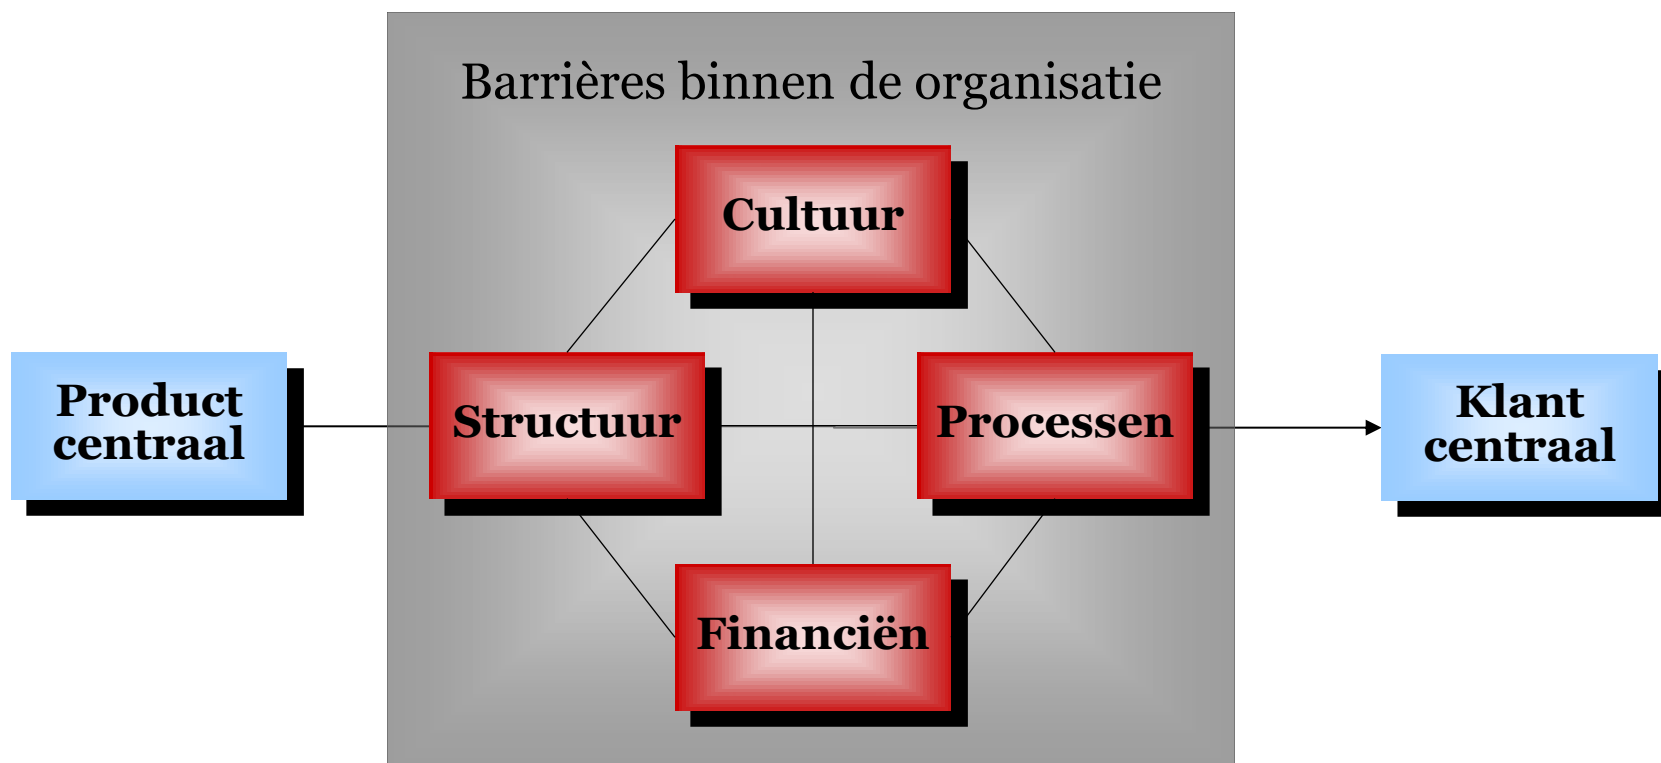 Barrières binnen de organisatie
Cultuur
Product
centraal
Structuur
Processen
Klant
centraal
Financiën